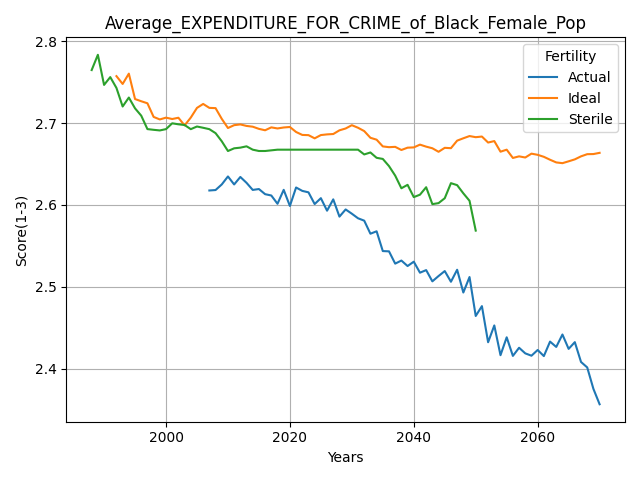 Average_EXPENDITURE_FOR_CRIME_of_Black_Female_Pop
Fertility
Actual
Ideal
Sterile
Score(1-3)
2.8
2.7
2.6
2.5
2.4
2000 2020 2040 2060
Years